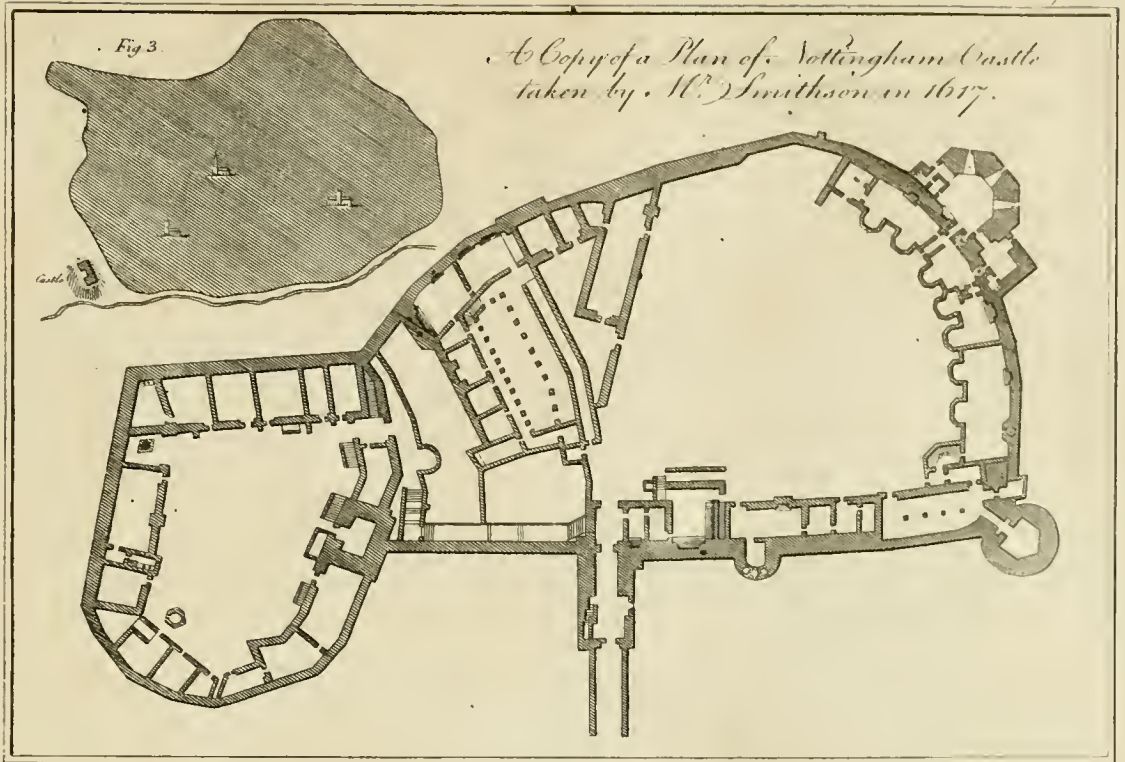 Fig 3.
A Copy of a Plan of Nottingham Castle
taken by Mr. Smithson in 1617.
Castle